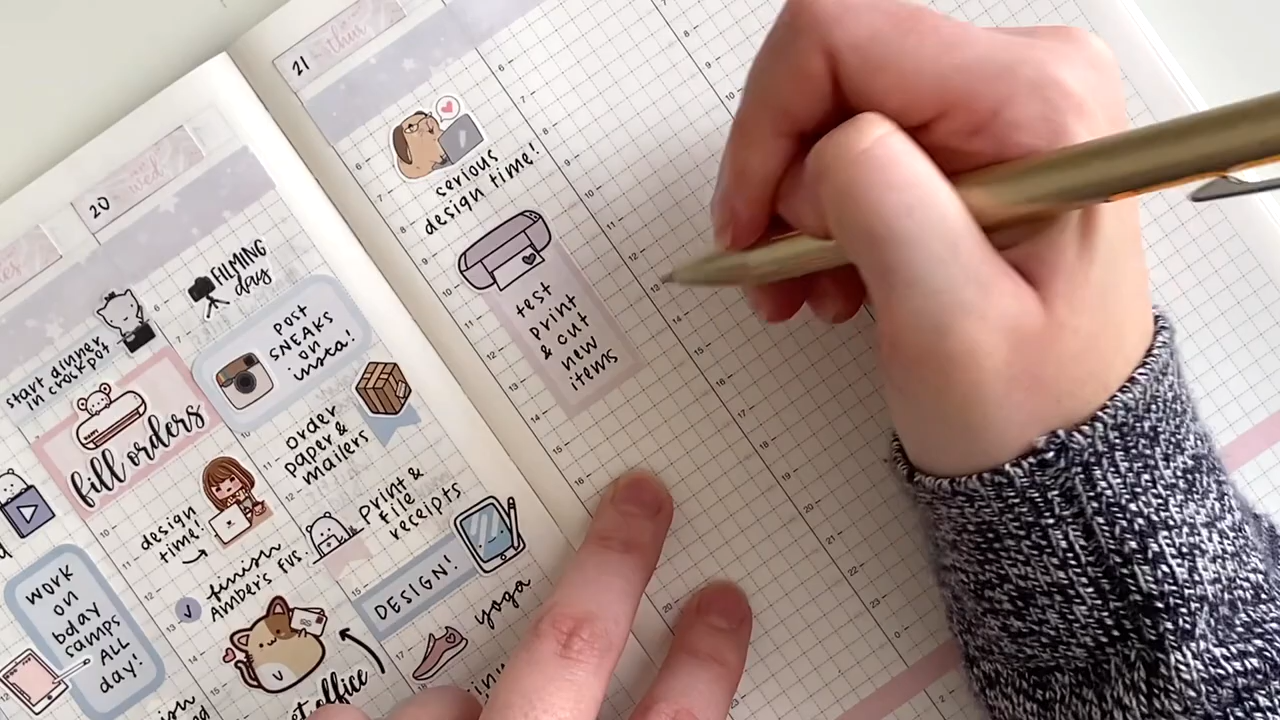 20
wed
start dinner
in crockpot
FILMING
day
POST
SNEAKS
on
insta!
fill orders
order
paper &
mailers
design
time!
print &
file
receipts
WORK
on
bday
samps
ALL
day!
finish
Amber's FUS.
DESIGN!
yoga
21
thu
serious
design time!
test
print
& cut
new
items